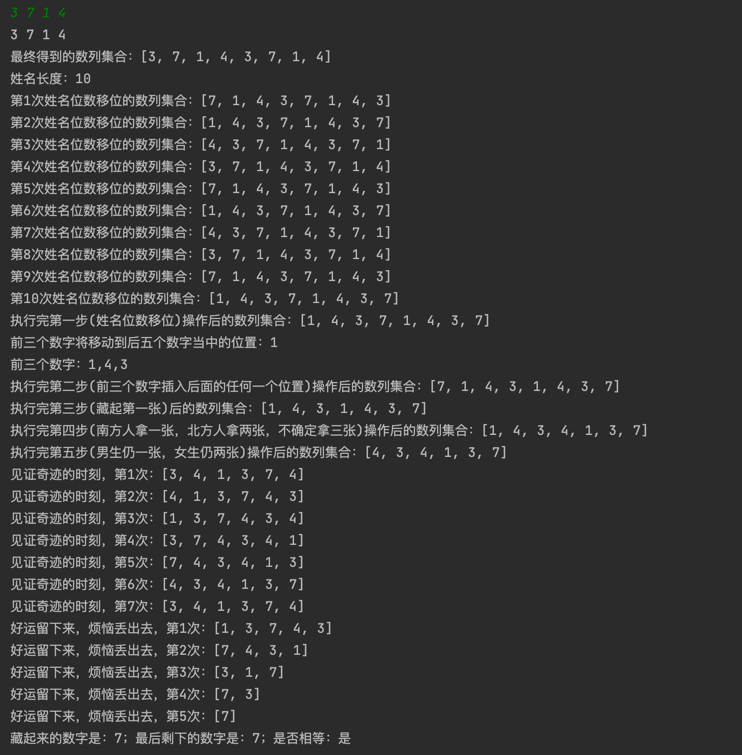 3 7 1 4
3 7 1 4
最终得到的数列集合：[3, 7, 1, 4, 3, 7, 1, 4]
姓名长度：10
第1次姓名位数移位的数列集合：[7, 1, 4, 3, 7, 1, 4, 3]
第2次姓名位数移位的数列集合：[1, 4, 3, 7, 1, 4, 3, 7]
第3次姓名位数移位的数列集合：[4, 3, 7, 1, 4, 3, 7, 1]
第4次姓名位数移位的数列集合：[3, 7, 1, 4, 3, 7, 1, 4]
第5次姓名位数移位的数列集合：[7, 1, 4, 3, 7, 1, 4, 3]
第6次姓名位数移位的数列集合：[1, 4, 3, 7, 1, 4, 3, 7]
第7次姓名位数移位的数列集合：[4, 3, 7, 1, 4, 3, 7, 1]
第8次姓名位数移位的数列集合：[3, 7, 1, 4, 3, 7, 1, 4]
第9次姓名位数移位的数列集合：[7, 1, 4, 3, 7, 1, 4, 3]
第10次姓名位数移位的数列集合：[1, 4, 3, 7, 1, 4, 3, 7]
执行完第一步(姓名位数移位)操作后的数列集合：[1, 4, 3, 7, 1, 4, 3, 7]
前三个数字将移动到后五个数字当中的位置：1
前三个数字：1,4,3
执行完第二步(前三个数字插入后面的任何一个位置)操作后的数列集合：[7, 1, 4, 3, 1, 4, 3, 7]
执行完第三步(藏起第一张)后的数列集合：[1, 4, 3, 1, 4, 3, 7]
执行完第四步(南方人拿一张，北方人拿两张，不确定拿三张)操作后的数列集合：[1, 4, 3, 4, 1, 3, 7]
执行完第五步(男生仍一张，女生仍两张)操作后的数列集合：[4, 3, 4, 1, 3, 7]
见证奇迹的时刻，第1次：[3, 4, 1, 3, 7, 4]
见证奇迹的时刻，第2次：[4, 1, 3, 7, 4, 3]
见证奇迹的时刻，第3次：[1, 3, 7, 4, 3, 4]
见证奇迹的时刻，第4次：[3, 7, 4, 3, 4, 1]
见证奇迹的时刻，第5次：[7, 4, 3, 4, 1, 3]
见证奇迹的时刻，第6次：[4, 3, 4, 1, 3, 7]
见证奇迹的时刻，第7次：[3, 4, 1, 3, 7, 4]
好运留下来，烦恼丢出去，第1次：[1, 3, 7, 4, 3]
好运留下来，烦恼丢出去，第2次：[7, 4, 3, 1]
好运留下来，烦恼丢出去，第3次：[3, 1, 7]
好运留下来，烦恼丢出去，第4次：[7, 3]
好运留下来，烦恼丢出去，第5次：[7]
藏起来的数字是：7；最后剩下的数字是：7；是否相等：是